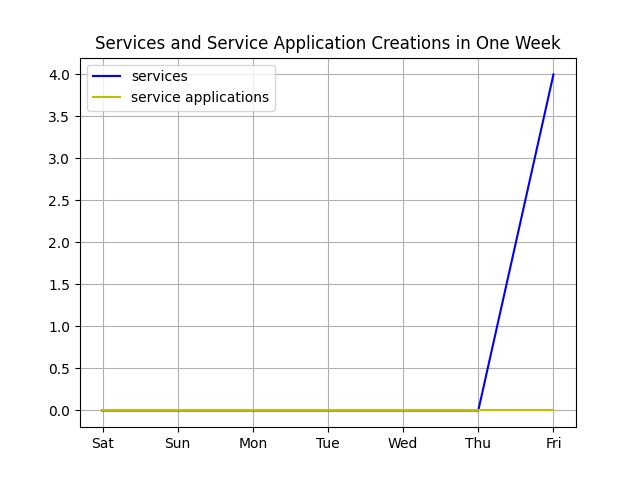 Services and Service Application Creations in One Week
services
service applications
4.0
3.5
3.0
2.5
2.0
1.5
1.0
0.5
0.0
Sat Sun Mon Tue Wed Thu Fri